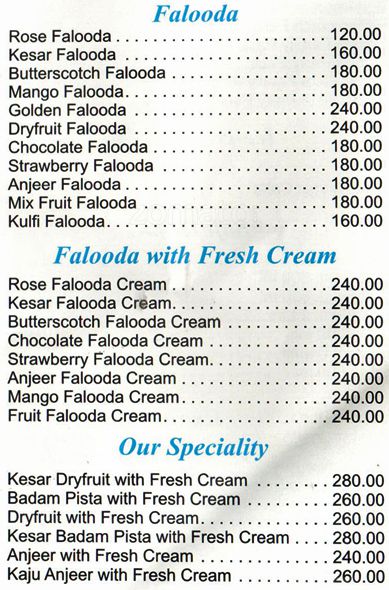 Falooda
Rose Falooda . . . . . . . . . . . . . . . . . . . . . . . . 120.00
Kesar Falooda . . . . . . . . . . . . . . . . . . . . . . . 160.00
Butterscotch Falooda . . . . . . . . . . . . . . . . . . 180.00
Mango Falooda . . . . . . . . . . . . . . . . . . . . . . . 180.00
Golden Falooda . . . . . . . . . . . . . . . . . . . . . . 240.00
Dryfruit Falooda . . . . . . . . . . . . . . . . . . . . . . 240.00
Chocolate Falooda . . . . . . . . . . . . . . . . . . . . 180.00
Strawberry Falooda . . . . . . . . . . . . . . . . . . . 180.00
Anjeer Falooda . . . . . . . . . . . . . . . . . . . . . . . 180.00
Mix Fruit Falooda . . . . . . . . . . . . . . . . . . . . . 180.00
Kulfi Falooda. . . . . . . . . . . . . . . . . . . . . . . . . 160.00
Falooda with Fresh Cream
Rose Falooda Cream . . . . . . . . . . . . . . . . . . 240.00
Kesar Falooda Cream. . . . . . . . . . . . . . . . . . 240.00
Butterscotch Falooda Cream . . . . . . . . . . . . 240.00
Chocolate Falooda Cream . . . . . . . . . . . . . . 240.00
Strawberry Falooda Cream. . . . . . . . . . . . . . 240.00
Anjeer Falooda Cream . . . . . . . . . . . . . . . . . 240.00
Mango Falooda Cream. . . . . . . . . . . . . . . . . 240.00
Fruit Falooda Cream. . . . . . . . . . . . . . . . . . . 240.00
Our Speciality
Kesar Dryfruit with Fresh Cream . . . . . . . . . 280.00
Badam Pista with Fresh Cream . . . . . . . . . . 260.00
Dryfruit with Fresh Cream. . . . . . . . . . . . . . . 260.00
Kesar Badam Pista with Fresh Cream . . . . 280.00
Anjeer with Fresh Cream . . . . . . . . . . . . . . . 240.00
Kaju Anjeer with Fresh Cream . . . . . . . . . . . 260.00